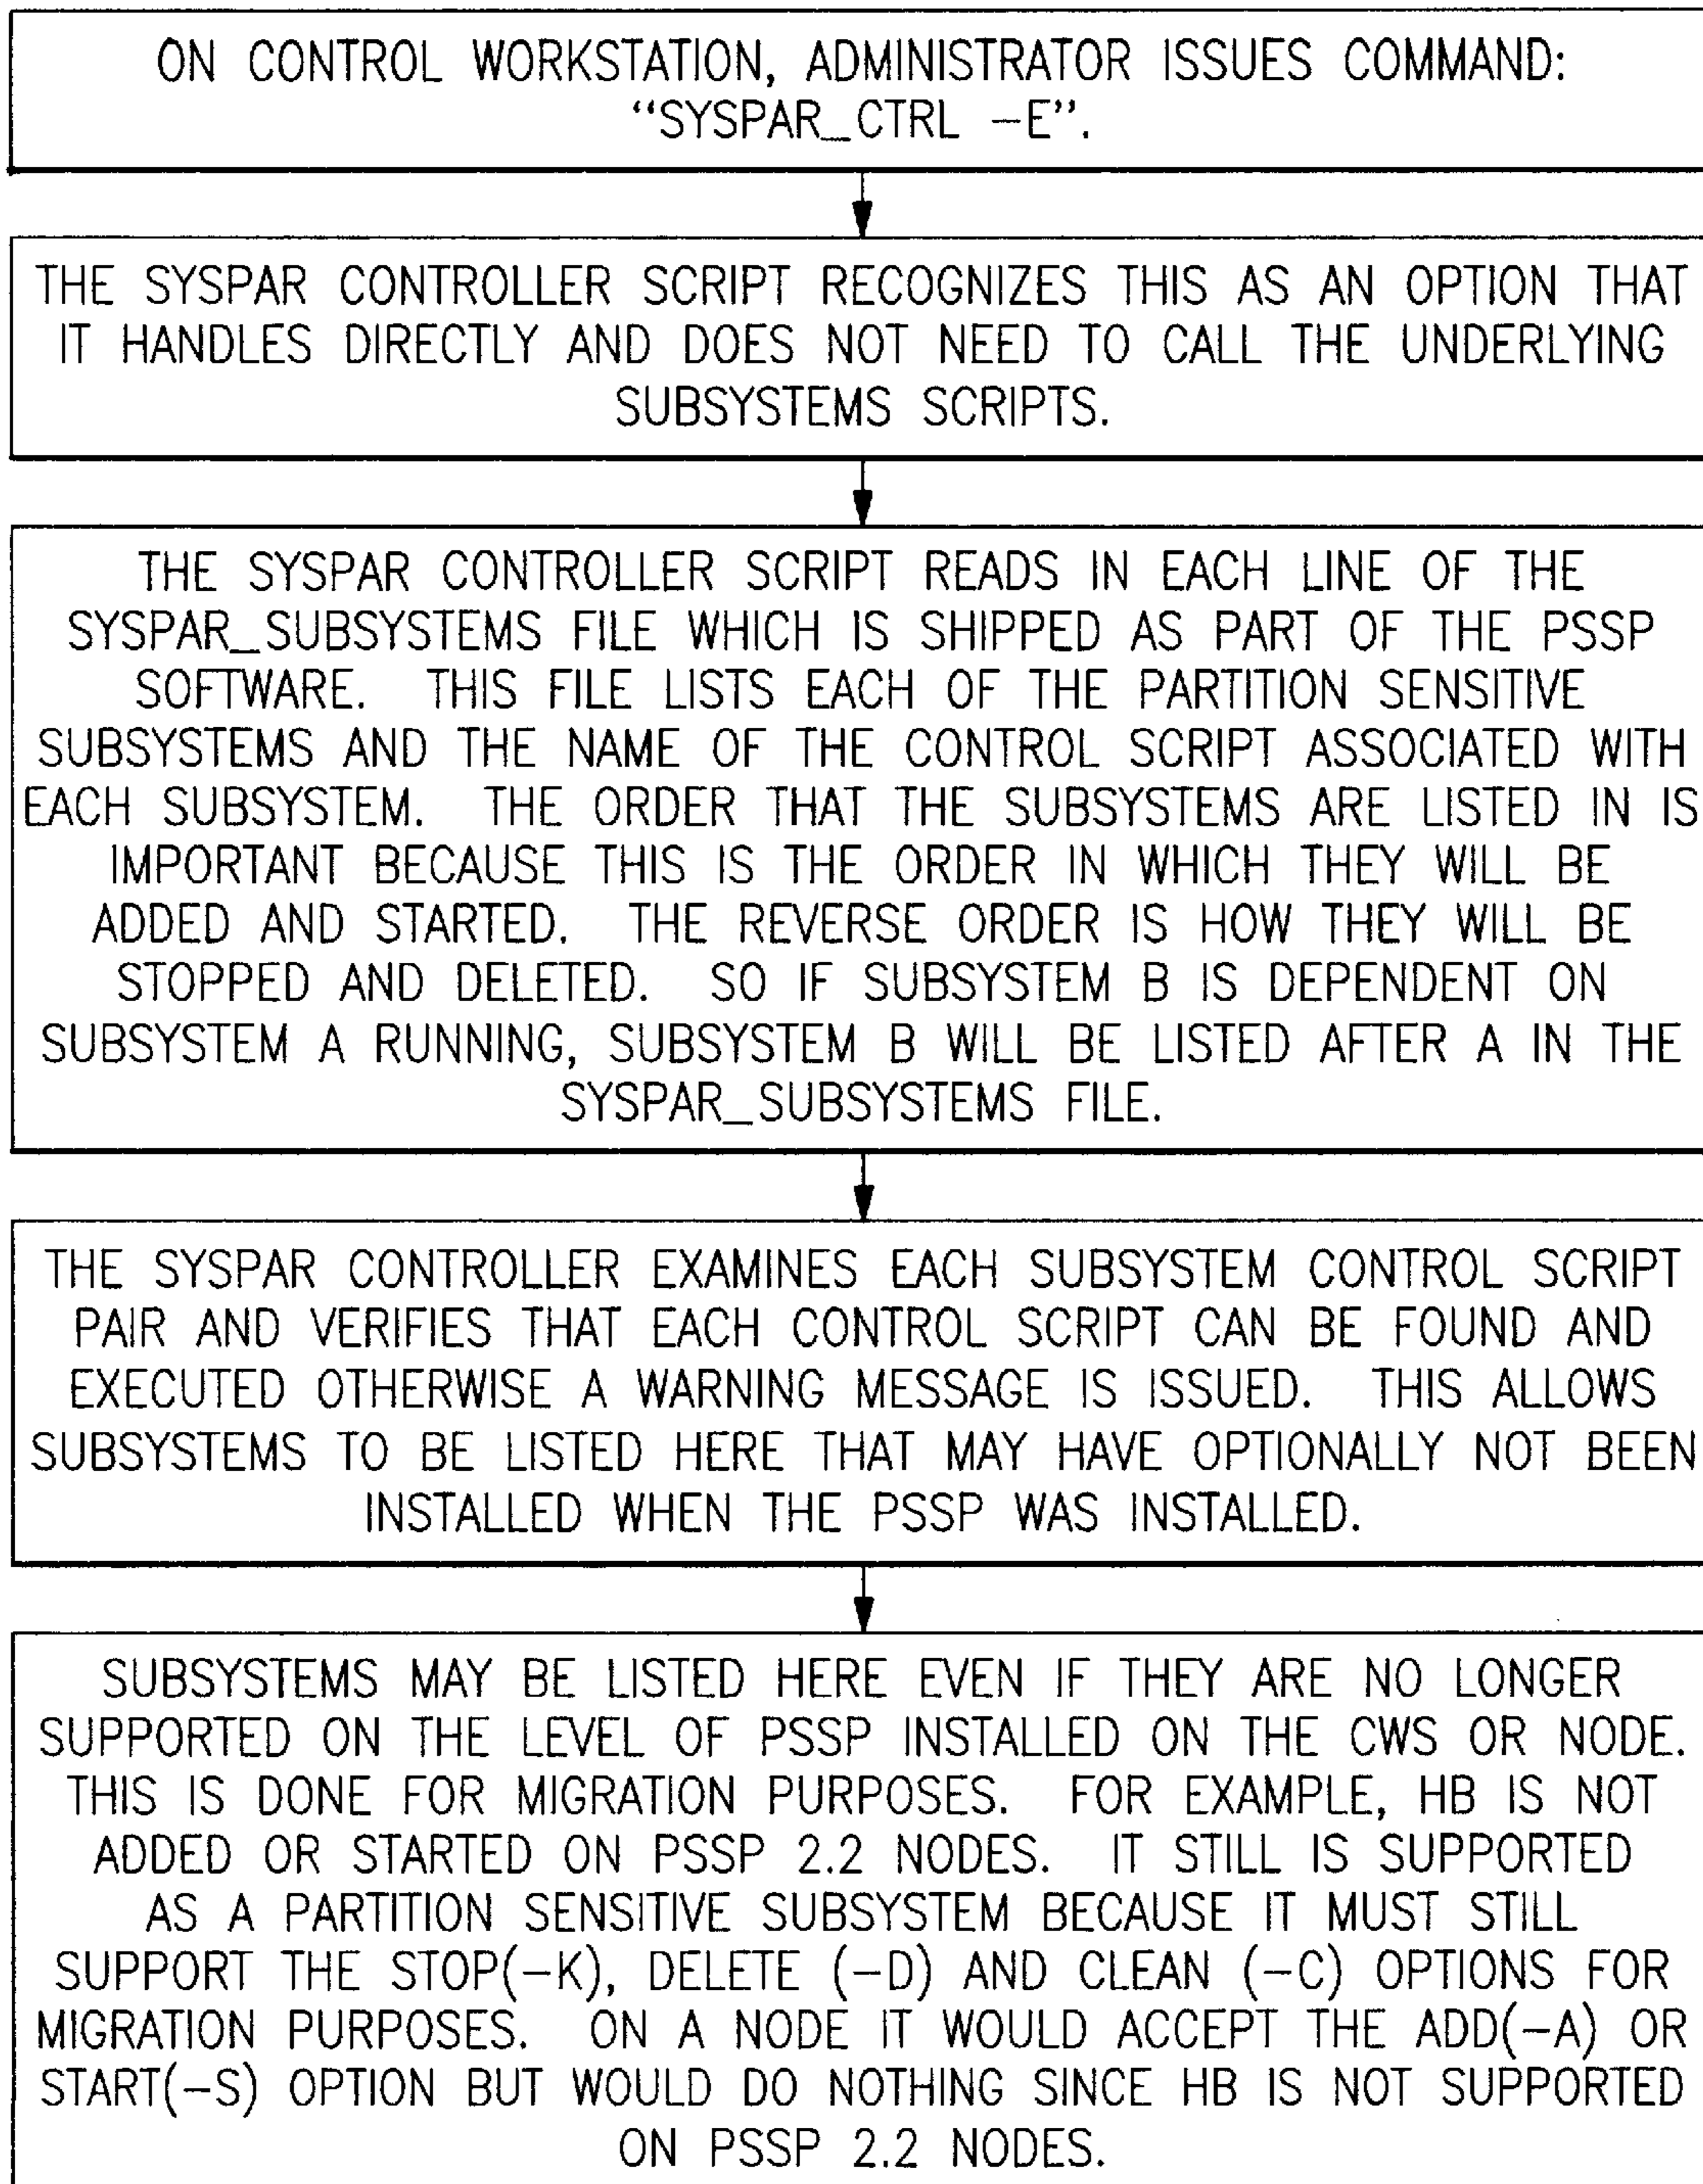 ON CONTROL WORKSTATION, ADMINISTRATOR ISSUES COMMAND:
“SYSPAR_CTRL –E”.
THE SYSPAR CONTROLLER SCRIPT RECOGNIZES THIS AS AN OPTION THAT
IT HANDLES DIRECTLY AND DOES NOT NEED TO CALL THE UNDERLYING
SUBSYSTEMS SCRIPTS.
THE SYSPAR CONTROLLER SCRIPT READS IN EACH LINE OF THE
SYSPAR_SUBSYSTEMS FILE WHICH IS SHIPPED AS PART OF THE PSSP
SOFTWARE. THIS FILE LISTS EACH OF THE PARTITION SENSITIVE
SUBSYSTEMS AND THE NAME OF THE CONTROL SCRIPT ASSOCIATED WITH
EACH SUBSYSTEM. THE ORDER THAT THE SUBSYSTEMS ARE LISTED IN IS
IMPORTANT BECAUSE THIS IS THE ORDER IN WHICH THEY WILL BE
ADDED AND STARTED. THE REVERSE ORDER IS HOW THEY WILL BE
STOPPED AND DELETED. SO IF SUBSYSTEM B IS DEPENDENT ON
SUBSYSTEM A RUNNING, SUBSYSTEM B WILL BE LISTED AFTER A IN THE
SYSPAR_SUBSYSTEMS FILE.
THE SYSPAR CONTROLLER EXAMINES EACH SUBSYSTEM CONTROL SCRIPT
PAIR AND VERIFIES THAT EACH CONTROL SCRIPT CAN BE FOUND AND
EXECUTED OTHERWISE A WARNING MESSAGE IS ISSUED. THIS ALLOWS
SUBSYSTEMS TO BE LISTED HERE THAT MAY HAVE OPTIONALLY NOT BEEN
INSTALLED WHEN THE PSSP WAS INSTALLED.
SUBSYSTEMS MAY BE LISTED HERE EVEN IF THEY ARE NO LONGER
SUPPORTED ON THE LEVEL OF PSSP INSTALLED ON THE CWS OR NODE.
THIS IS DONE FOR MIGRATION PURPOSES. FOR EXAMPLE, HB IS NOT
ADDED OR STARTED ON PSSP 2.2 NODES. IT STILL IS SUPPORTED
AS A PARTITION SENSITIVE SUBSYSTEM BECAUSE IT MUST STILL
SUPPORT THE STOP(–K), DELETE (–D) AND CLEAN (–C) OPTIONS FOR
MIGRATION PURPOSES. ON A NODE IT WOULD ACCEPT THE ADD(–A) OR
START(–S) OPTION BUT WOULD DO NOTHING SINCE HB IS NOT SUPPORTED
ON PSSP 2.2 NODES.